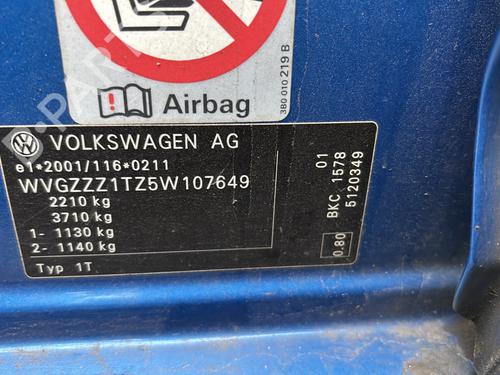 Airbag
3B0 010 219 B
VOLKSWAGEN AG
e1*2001/116*0211
WVGZZZ1TZ5W107649
2210 kg
3710 kg
1- 1130 kg
2- 1140 kg
Typ 1T
01
BKC 1578
5120349
0.80